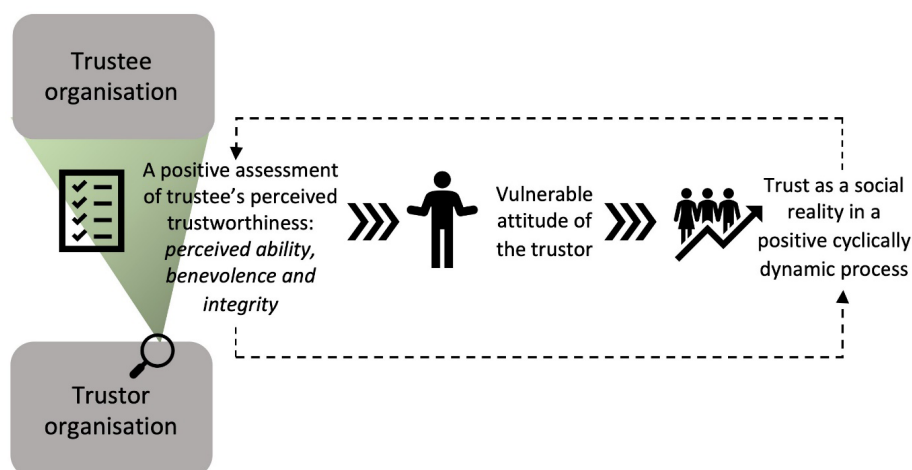 Trustee
organisation
A positive assessment
of trustee's perceived
trustworthiness:
perceived ability,
benevolence and
integrity
Vulnerable
attitude of
the trustor
Trust as a social
reality in a
positive cyclically
dynamic process
Trustor
organisation